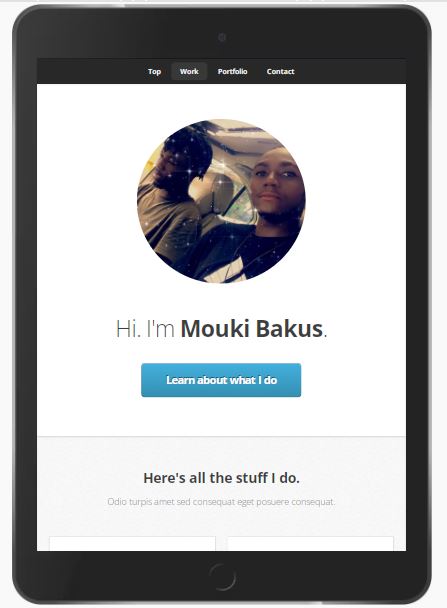 Top Work Portfolio Contact
Hi. I'm Mouki Bakus.
Learn about what I do
Here's all the stuff I do.
Odio turpis amet sed consequat eget posuere consequat.